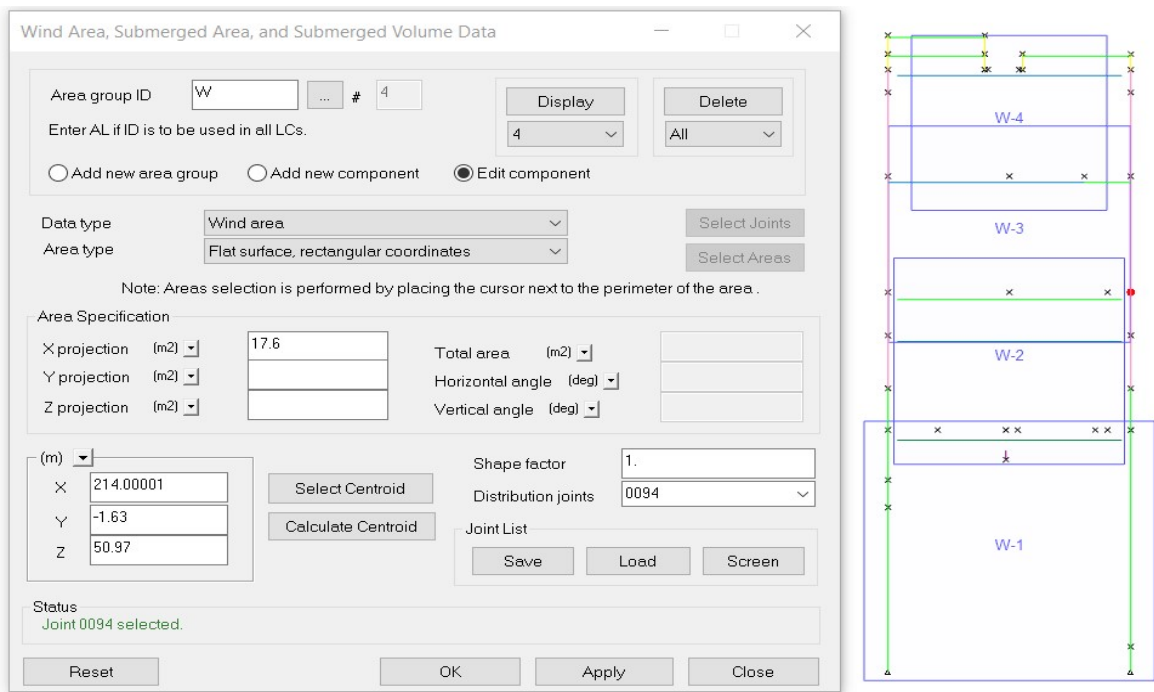 Wind Area, Submerged Area, and Submerged Volume Data
Area group ID W ... # 4
Enter AL if ID is to be used in all LCs.
Display
4
Delete
All
Add new area group Add new component Edit component
Data type Wind area
Area type Flat surface, rectangular coordinates
Select Joints
Select Areas
Note: Areas selection is performed by placing the cursor next to the perimeter of the area .
Area Specification
X projection (m2) 17.6
Y projection (m2)
Z projection (m2)
Total area (m2)
Horizontal angle (deg)
Vertical angle (deg)
(m)
X 214.00001
Y -1.63
Z 50.97
Select Centroid
Calculate Centroid
Shape factor 1.
Distribution joints 0094
Joint List
Save Load Screen
Status
Joint 0094 selected.
Reset OK Apply Close
W-4
W-3
W-2
W-1